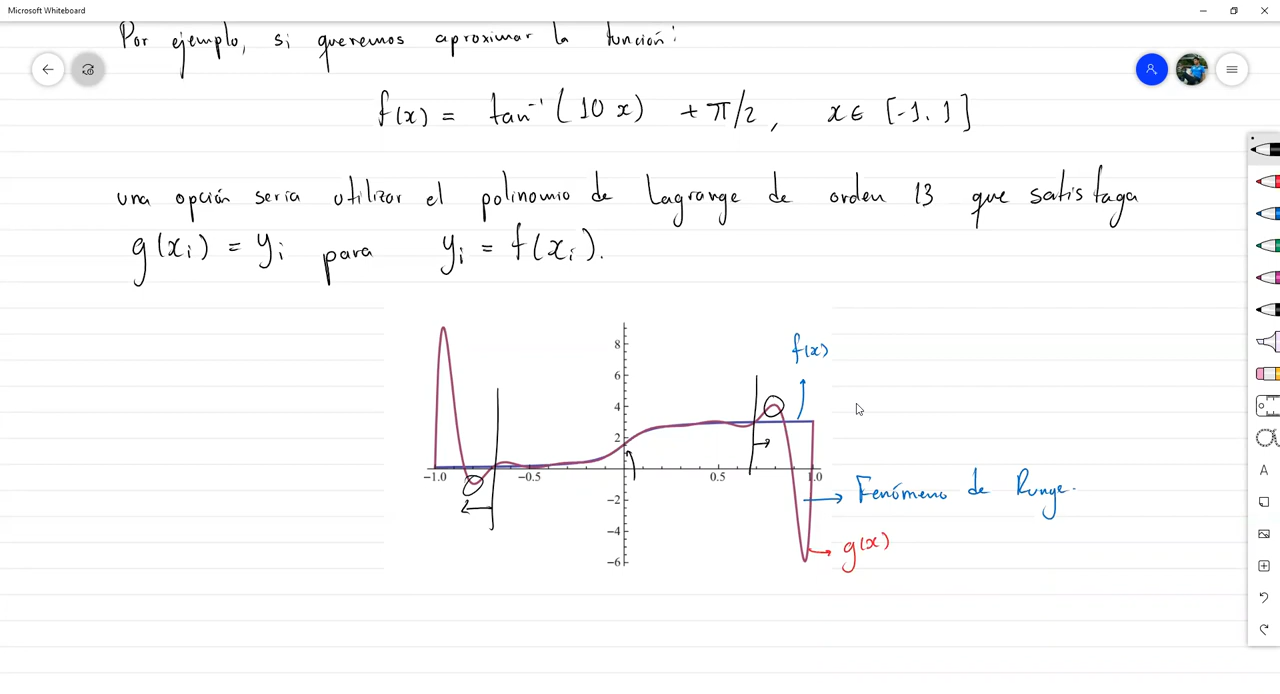 Microsoft Whiteboard
Por ejemplo, si queremos aproximar la función:
f(x) = tan⁻¹(10 x) + π/2, x ∈ [-1, 1]
una opción sería utilizar el polinomio de Lagrange de orden 13 que satisfaga
g(xᵢ) = yᵢ para yᵢ = f(xᵢ).
8
f(x)
6
4
2
-1.0 -0.5 0.5 1.0
-2
Fenómeno de Runge.
-4
g(x)
-6
A